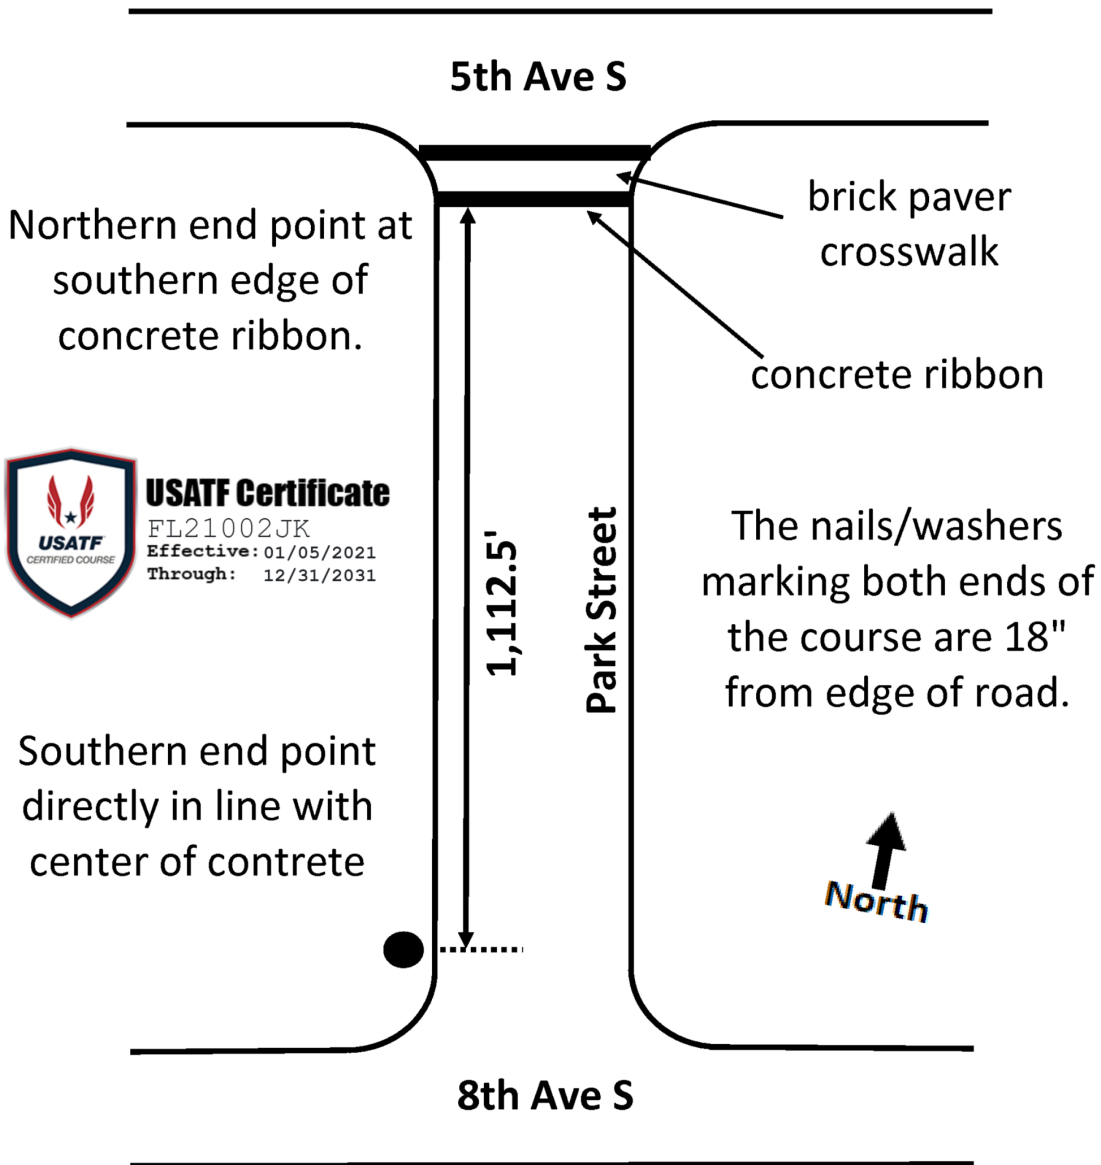 5th Ave S
brick paver
crosswalk
Northern end point at
southern edge of
concrete ribbon.
concrete ribbon
USATF
CERTIFIED COURSE
USATF Certificate
FL21002JK
Effective: 01/05/2021
Through: 12/31/2031
1,112.5'
Park Street
The nails/washers
marking both ends of
the course are 18"
from edge of road.
Southern end point
directly in line with
center of contrete
North
8th Ave S